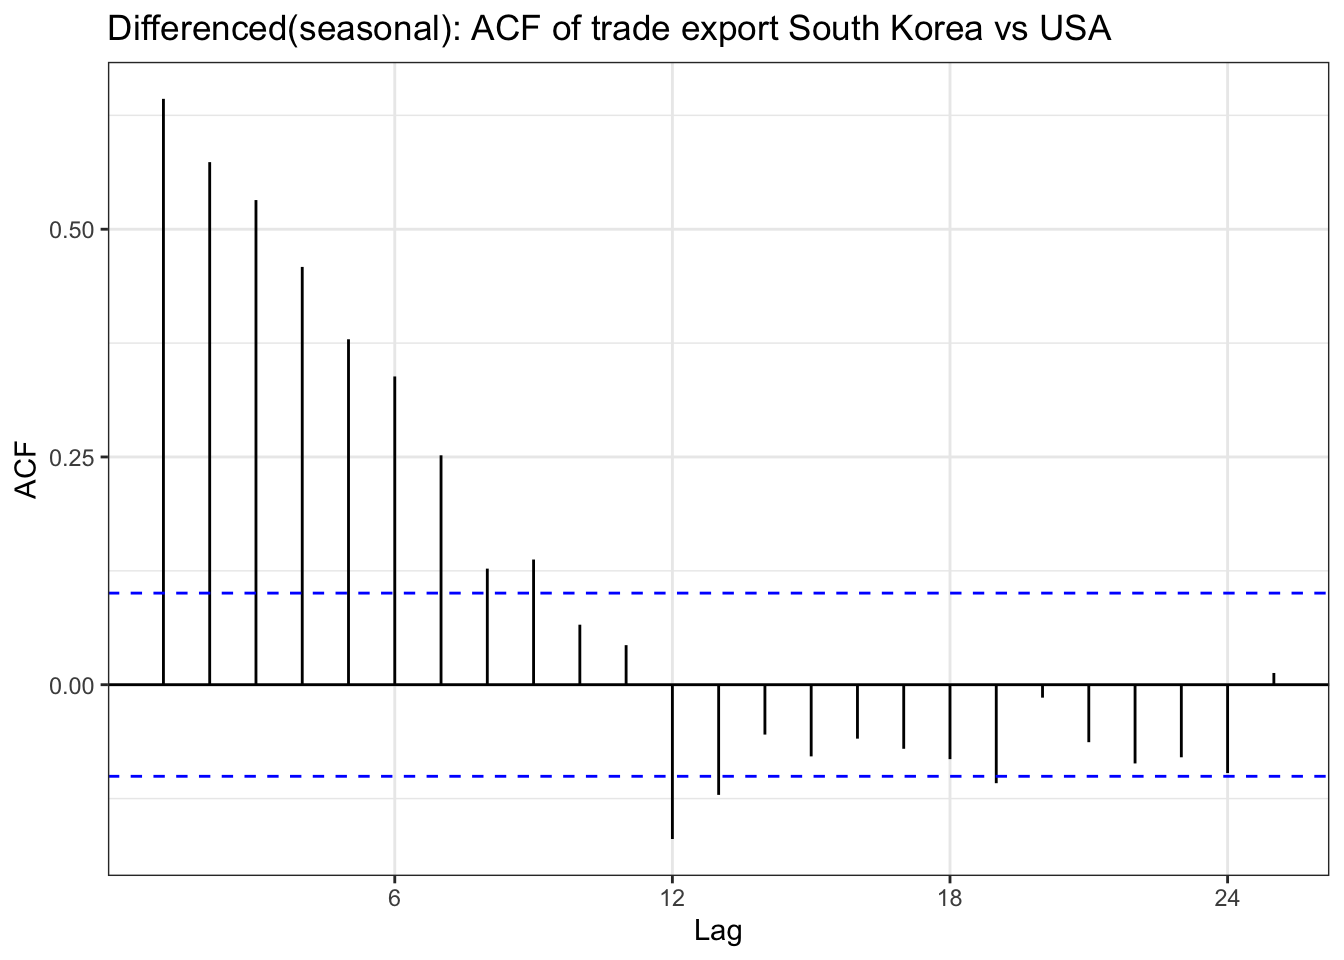 Differenced(seasonal): ACF of trade export South Korea vs USA
ACF
0.50
0.25
0.00
6 12 18 24
Lag